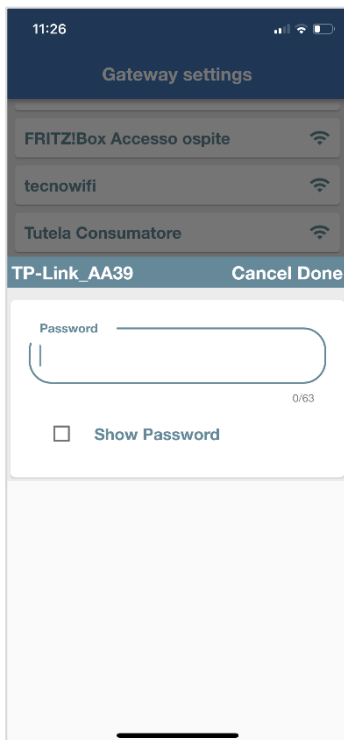 11:26
Gateway settings
FRITZ!Box Accesso ospite
tecnowifi
Tutela Consumatore
TP-Link_AA39 Cancel Done
Password
0/63
Show Password